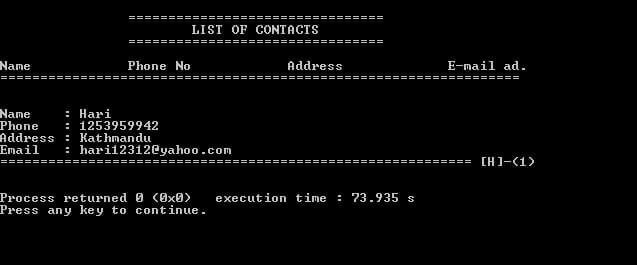 ================================
LIST OF CONTACTS
================================
Name Phone No Address E-mail ad.
=================================================================
Name : Hari
Phone : 1253959942
Address : Kathmandu
Email : hari12312@yahoo.com
=========================================================== [H]-(1)
Process returned 0 (0x0) execution time : 73.935 s
Press any key to continue.